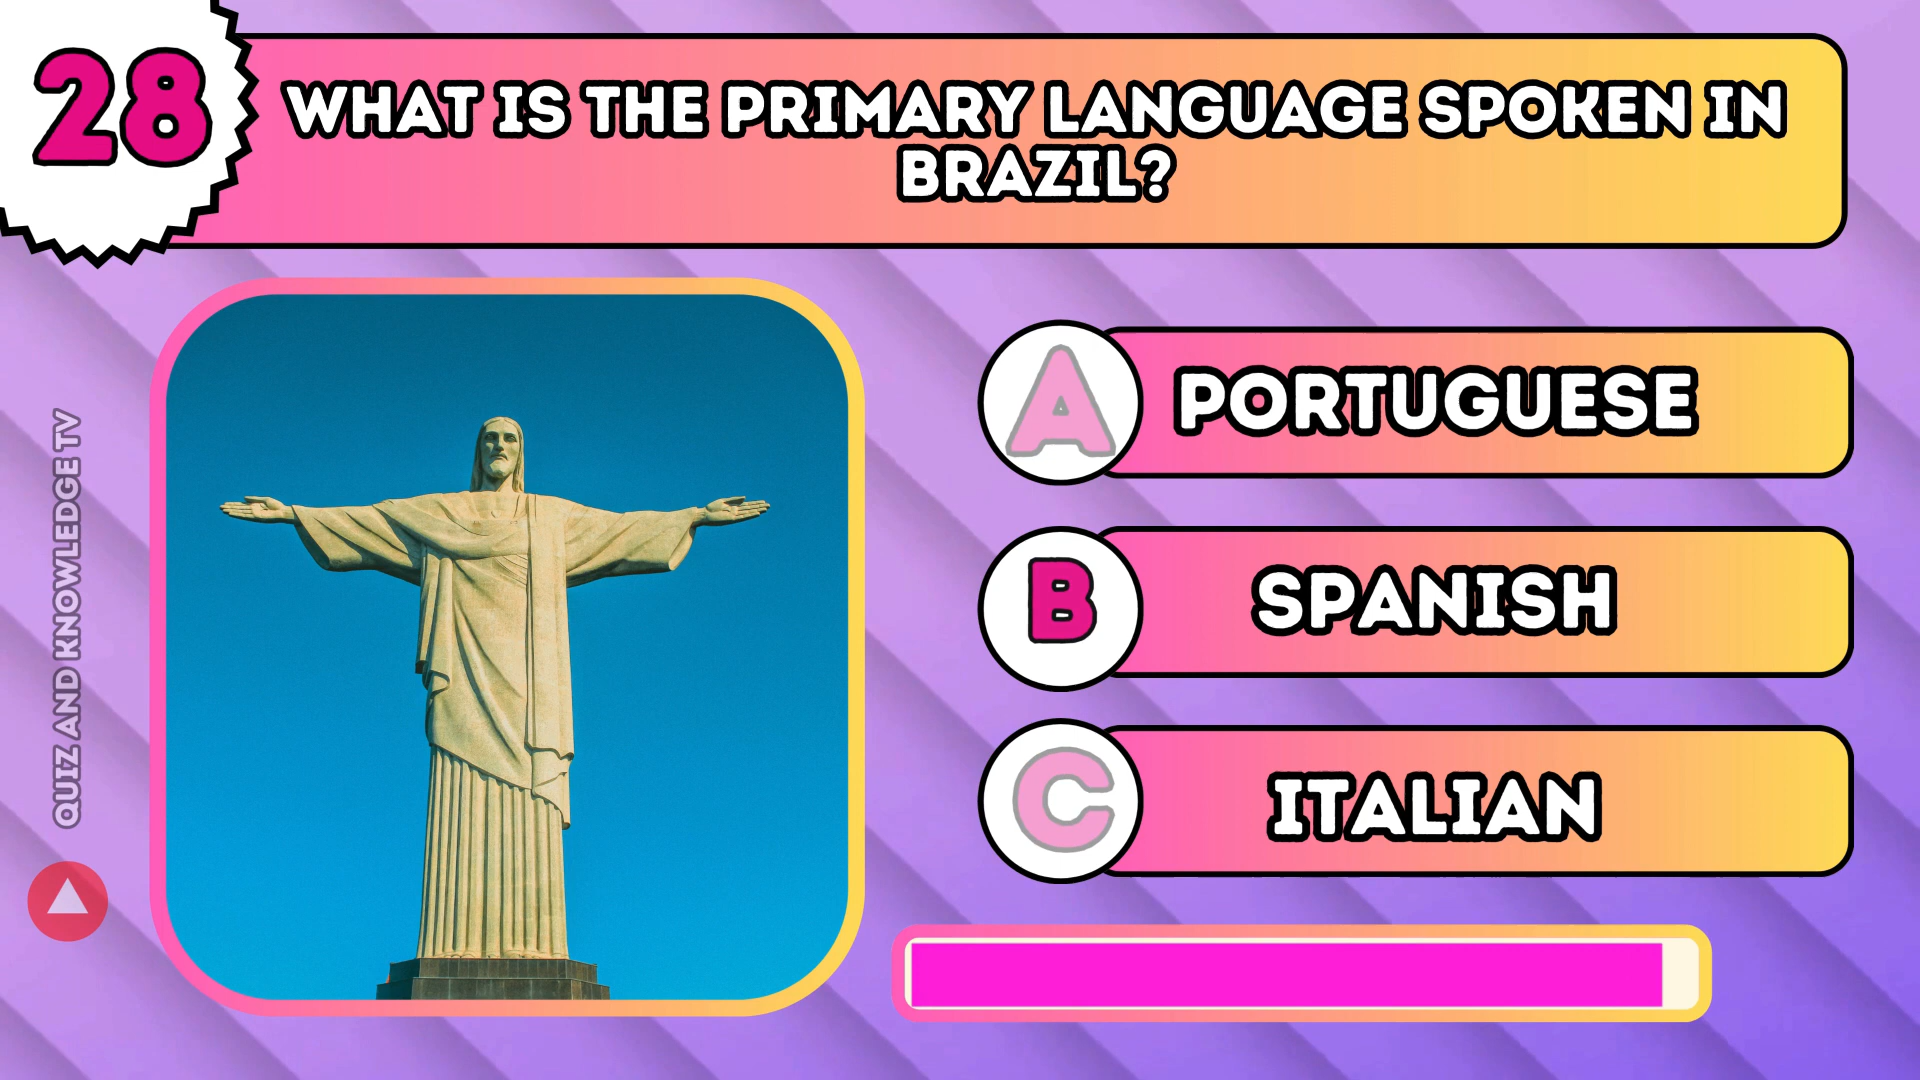 28
WHAT IS THE PRIMARY LANGUAGE SPOKEN IN
BRAZIL?
A PORTUGUESE
B SPANISH
C ITALIAN
QUIZ AND KNOWLEDGE TV